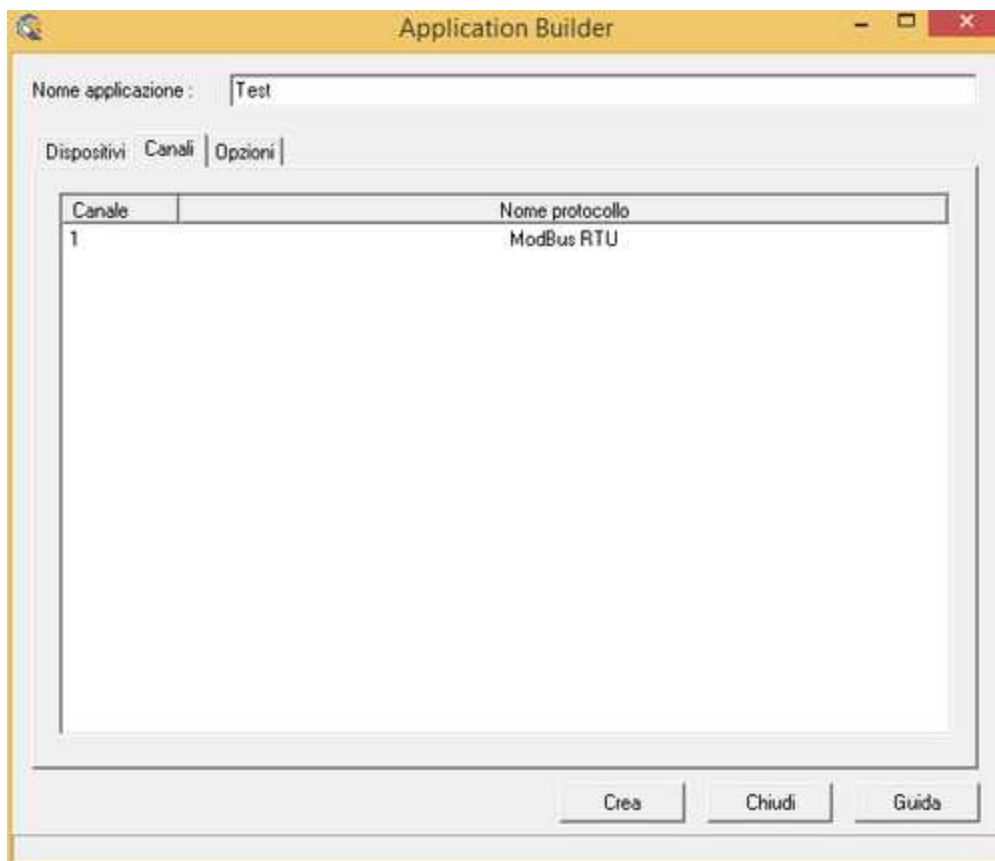 Application Builder
Nome applicazione : Test
Dispositivi Canali Opzioni
Canale Nome protocollo
1 ModBus RTU
Crea Chiudi Guida